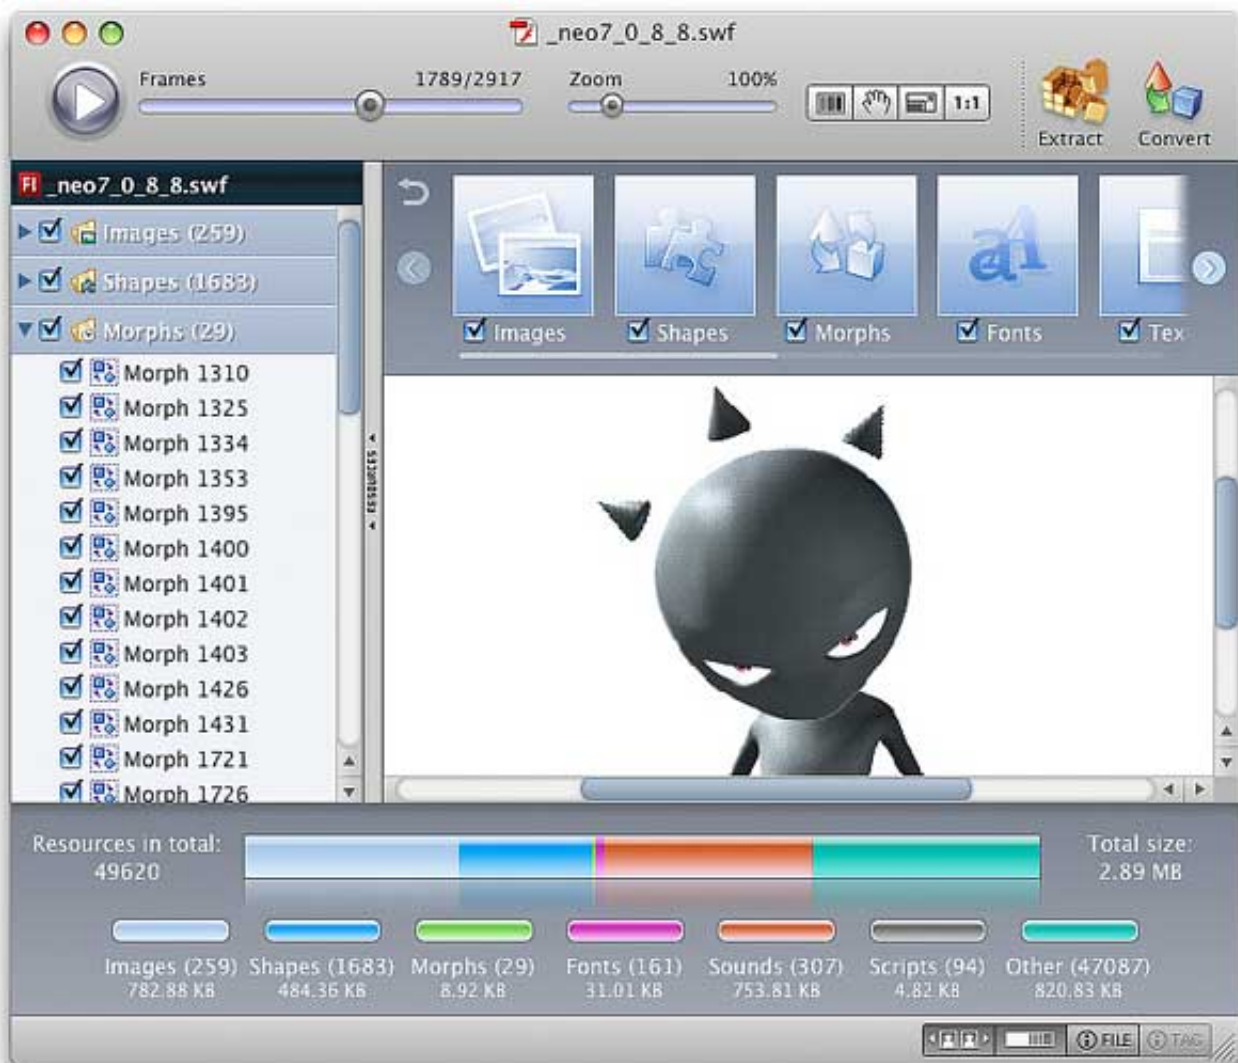 _neo7_0_8_8.swf
Frames 1789/2917 Zoom 100%
1:1
Extract Convert
FI _neo7_0_8_8.swf
Images (259)
Shapes (1683)
Morphs (29)
Morph 1310
Morph 1325
Morph 1334
Morph 1353
Morph 1395
Morph 1400
Morph 1401
Morph 1402
Morph 1403
Morph 1426
Morph 1431
Morph 1721
Morph 1726
RESOURCES
Images Shapes Morphs Fonts Tex
Resources in total:
49620
Total size:
2.89 MB
Images (259) Shapes (1683) Morphs (29) Fonts (161) Sounds (307) Scripts (94) Other (47087)
782.88 KB 484.36 KB 8.92 KB 31.01 KB 753.81 KB 4.82 KB 820.83 KB
FILE TAG